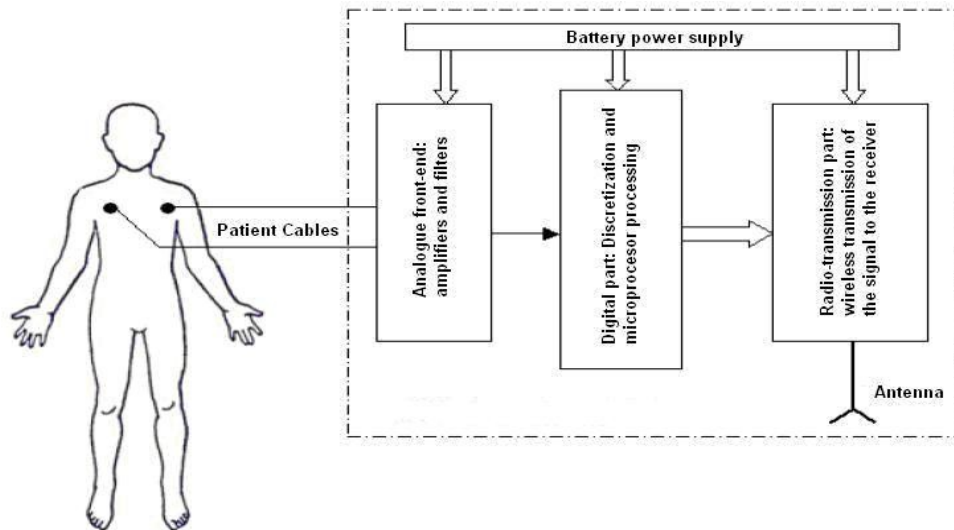 Battery power supply
Patient Cables
Analogue front-end:
amplifiers and filters
Digital part: Discretization and
microprocesor processing
Radio-transmission part:
wireless transmission of
the signal to the receiver
Antenna